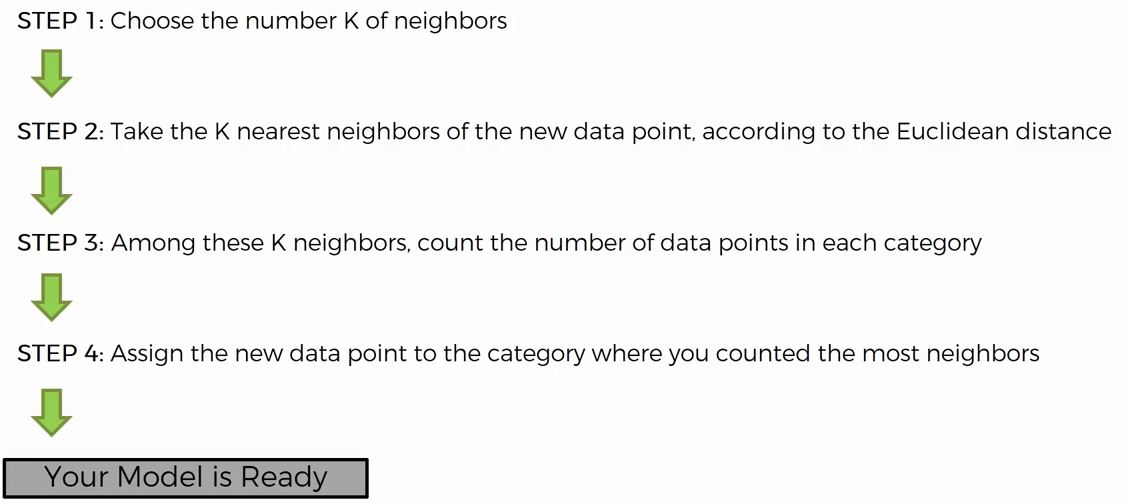 STEP 1: Choose the number K of neighbors
STEP 2: Take the K nearest neighbors of the new data point, according to the Euclidean distance
STEP 3: Among these K neighbors, count the number of data points in each category
STEP 4: Assign the new data point to the category where you counted the most neighbors
Your Model is Ready